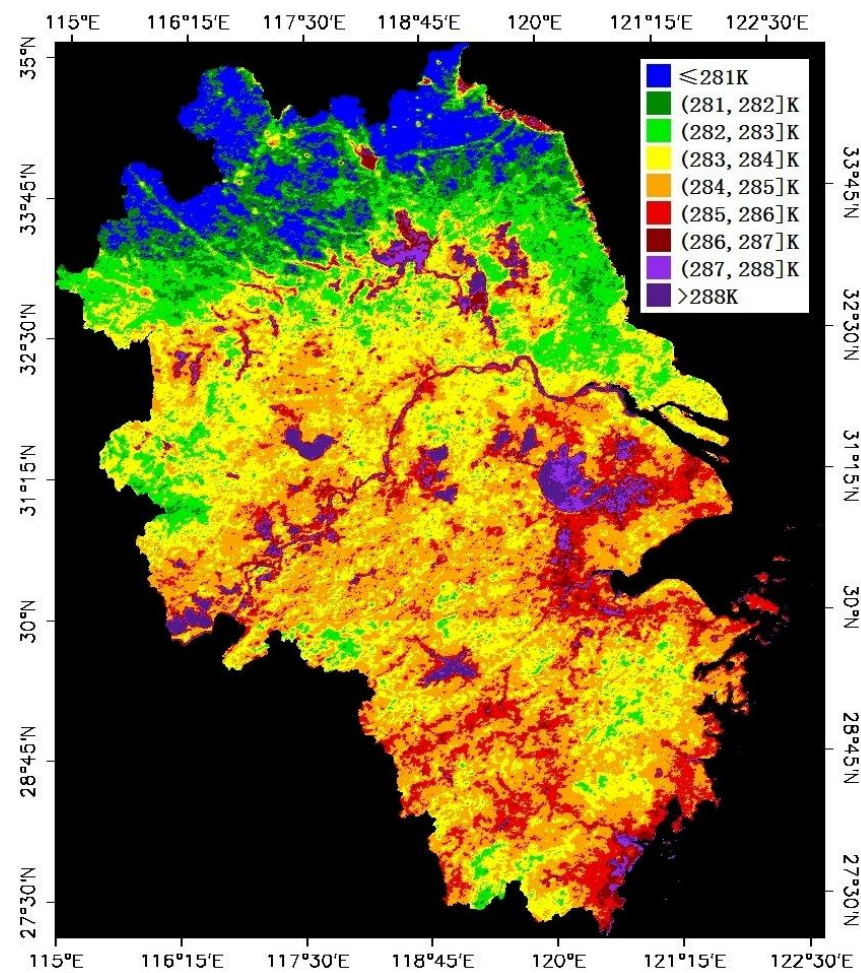 115°E 116°15'E 117°30'E 118°45'E 120°E 121°15'E 122°30'E
35°N
33°45'N
32°30'N
31°15'N
30°N
28°45'N
27°30'N
≤281K
(281, 282]K
(282, 283]K
(283, 284]K
(284, 285]K
(285, 286]K
(286, 287]K
(287, 288]K
>288K
33°45'N
32°30'N
31°15'N
30°N
28°45'N
27°30'N
115°E 116°15'E 117°30'E 118°45'E 120°E 121°15'E 122°30'E